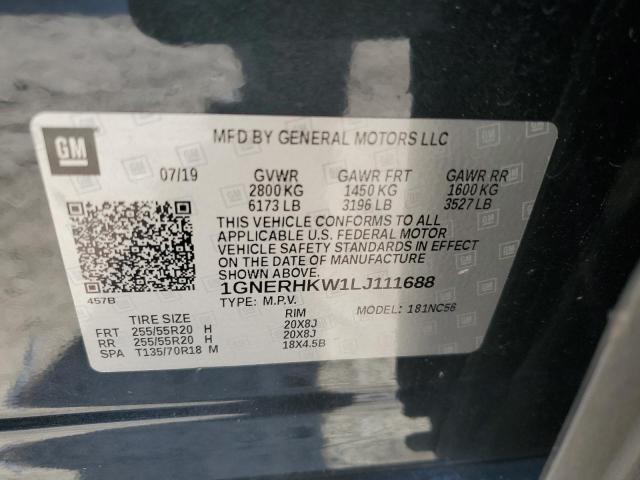 GM
MFD BY GENERAL MOTORS LLC
07/19 GVWR GAWR FRT GAWR RR
2800 KG 1450 KG 1600 KG
6173 LB 3196 LB 3527 LB
THIS VEHICLE CONFORMS TO ALL
APPLICABLE U.S. FEDERAL MOTOR
VEHICLE SAFETY STANDARDS IN EFFECT
ON THE DATE OF MANUFACTURE
SHOWN ABOVE.
457B
1GNERHKW1LJ111688
TYPE: M.P.V. 181NC56
TIRE SIZE RIM
FRT 255/55R20 H 20X8J
RR 255/55R20 H 20X8J
SPA T135/70R18 M 18X4.5B